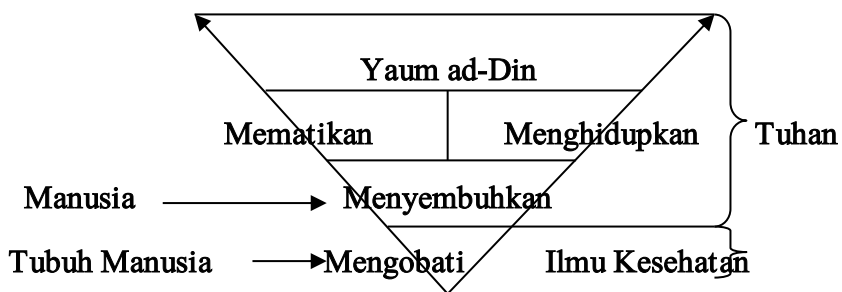 Yaum ad-Din
Mematikan Menghidupkan Tuhan
Manusia Menyembuhkan
Tubuh Manusia Mengobati Ilmu Kesehatan